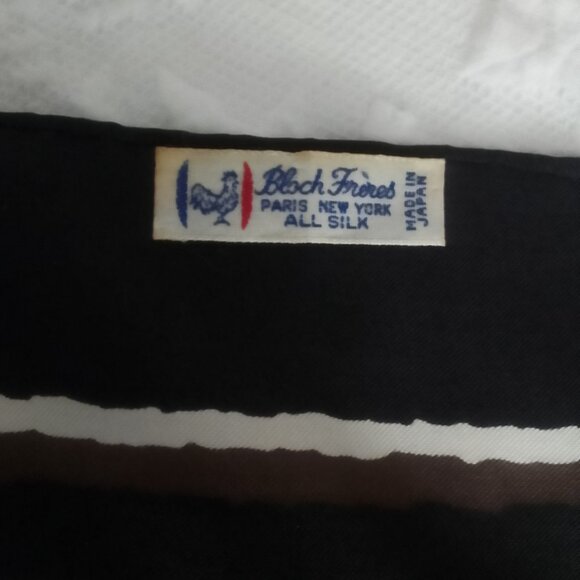 Bloch Frères
PARIS NEW YORK
ALL SILK
MADE IN
JAPAN